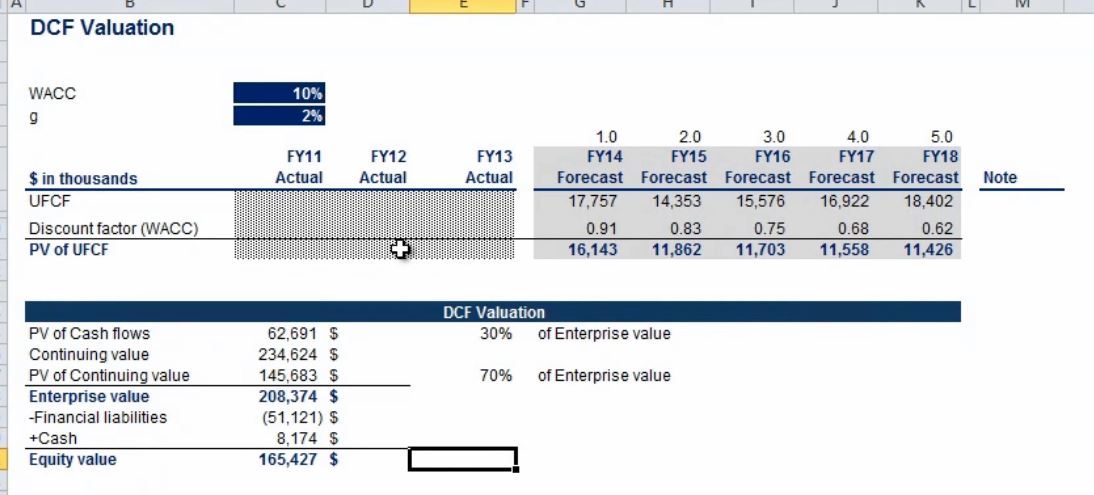 A B C D E F G H I J K L M
DCF Valuation
WACC 10%
g 2%
1.0 2.0 3.0 4.0 5.0
FY11 FY12 FY13 FY14 FY15 FY16 FY17 FY18
$ in thousands Actual Actual Actual Forecast Forecast Forecast Forecast Forecast Note
UFCF 17,757 14,353 15,576 16,922 18,402
Discount factor (WACC) 0.91 0.83 0.75 0.68 0.62
PV of UFCF 16,143 11,862 11,703 11,558 11,426
DCF Valuation
PV of Cash flows 62,691 $ 30% of Enterprise value
Continuing value 234,624 $
PV of Continuing value 145,683 $ 70% of Enterprise value
Enterprise value 208,374 $
-Financial liabilities (51,121) $
+Cash 8,174 $
Equity value 165,427 $